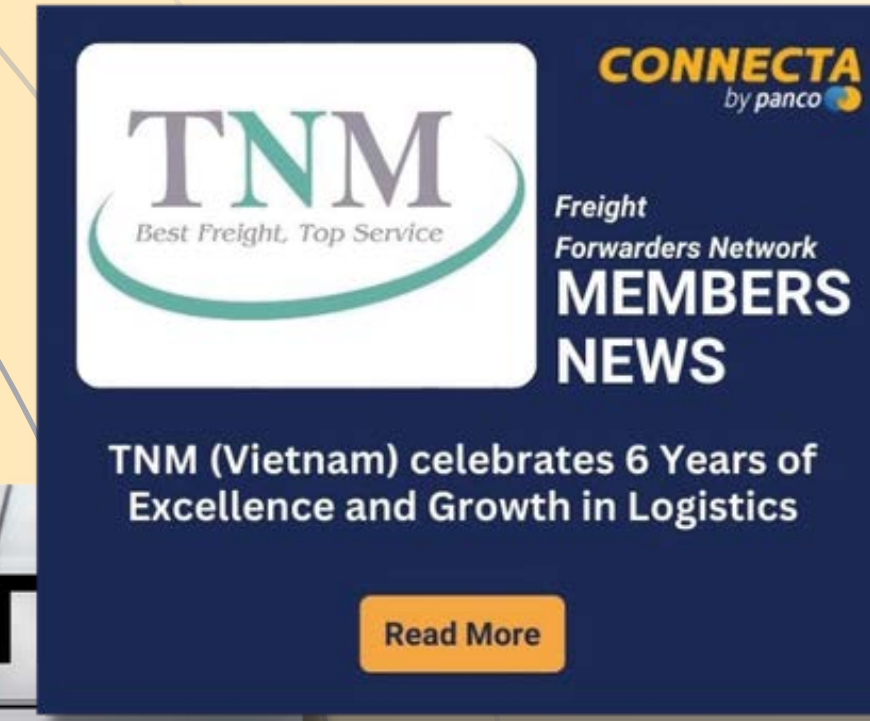 TNM
Best Freight, Top Service
CONNECTA
by panco
Freight
Forwarders Network
MEMBERS
NEWS
TNM (Vietnam) celebrates 6 Years of
Excellence and Growth in Logistics
Read More